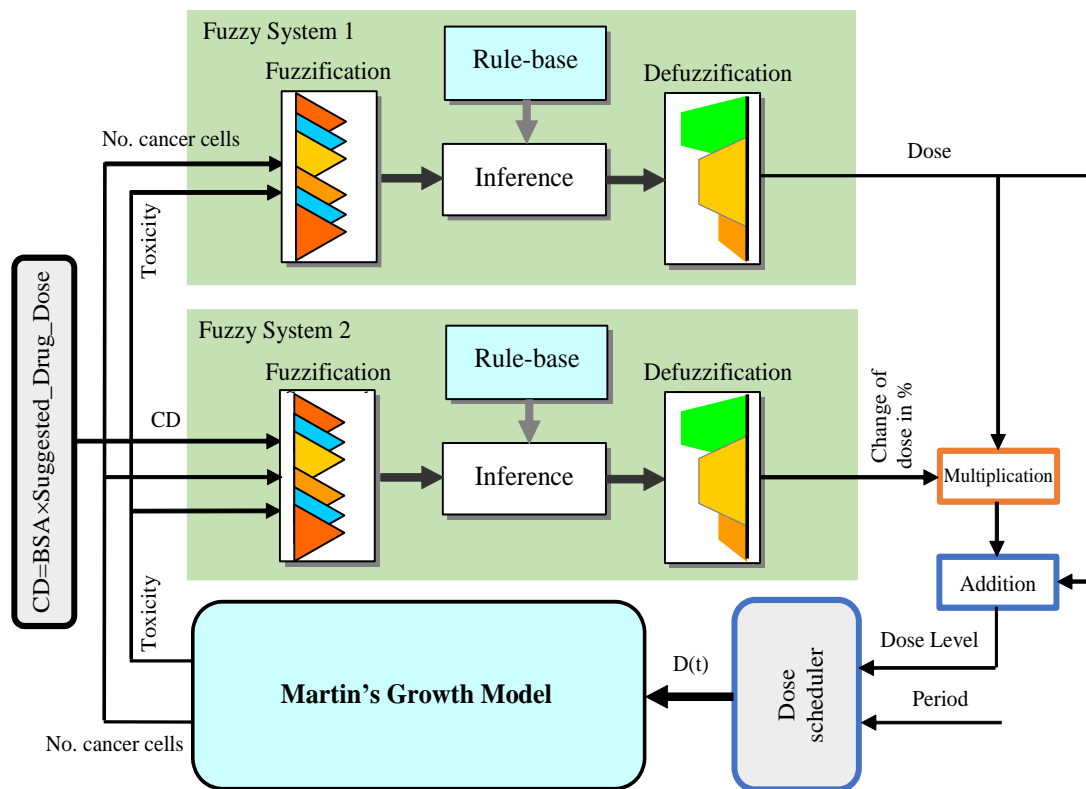 Fuzzy System 1
Fuzzification
Rule-base
Defuzzification
No. cancer cells
Inference
Dose
Toxicity
CD=BSA×Suggested_Drug_Dose
Fuzzy System 2
Fuzzification
Rule-base
Defuzzification
CD
Inference
Change of
dose in %
Multiplication
Addition
Toxicity
Dose Level
D(t)
Martin's Growth Model
Dose
scheduler
Period
No. cancer cells